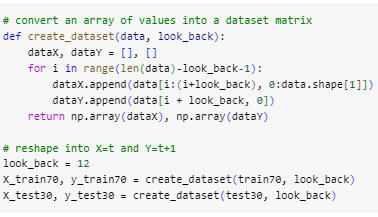 # convert an array of values into a dataset matrix
def create_dataset(data, look_back):
    dataX, dataY = [], []
    for i in range(len(data)-look_back-1):
        dataX.append(data[i:(i+look_back), 0:data.shape[1]])
        dataY.append(data[i + look_back, 0])
    return np.array(dataX), np.array(dataY)

# reshape into X=t and Y=t+1
look_back = 12
X_train70, y_train70 = create_dataset(train70, look_back)
X_test30, y_test30 = create_dataset(test30, look_back)